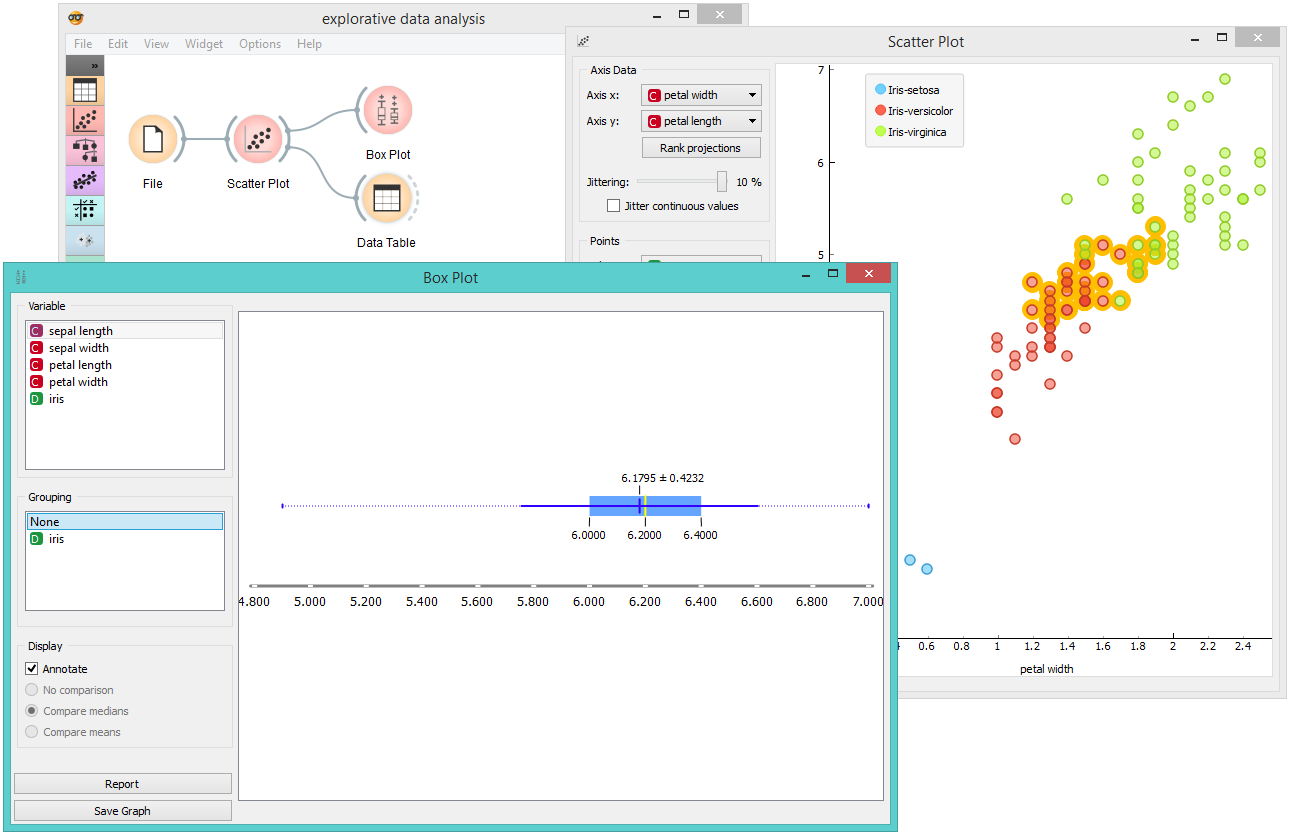 explorative data analysis
File Edit View Widget Options Help
»
File
Scatter Plot
Box Plot
Data Table
Scatter Plot
Axis Data
Axis x: C petal width
Axis y: C petal length
Rank projections
Jittering: 10 %
Jitter continuous values
Points
7
6
5
Iris-setosa
Iris-versicolor
Iris-virginica
0.6 0.8 1 1.2 1.4 1.6 1.8 2 2.2 2.4
petal width
Box Plot
Variable
C sepal length
C sepal width
C petal length
C petal width
D iris
Grouping
None
D iris
Display
Annotate
No comparison
Compare medians
Compare means
Report
Save Graph
6.1795 ± 0.4232
6.0000 6.2000 6.4000
4.800 5.000 5.200 5.400 5.600 5.800 6.000 6.200 6.400 6.600 6.800 7.000